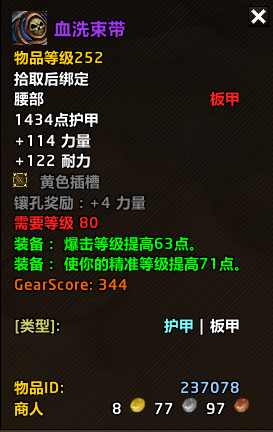 血洗束带
物品等级252
拾取后绑定
腰部 板甲
1434点护甲
+114 力量
+122 耐力
黄色插槽
镶孔奖励：+4 力量
需要等级 80
装备： 爆击等级提高63点。
装备： 使你的精准等级提高71点。
GearScore: 344
[类型]: 护甲 | 板甲
物品ID: 237078
商人 8 77 97